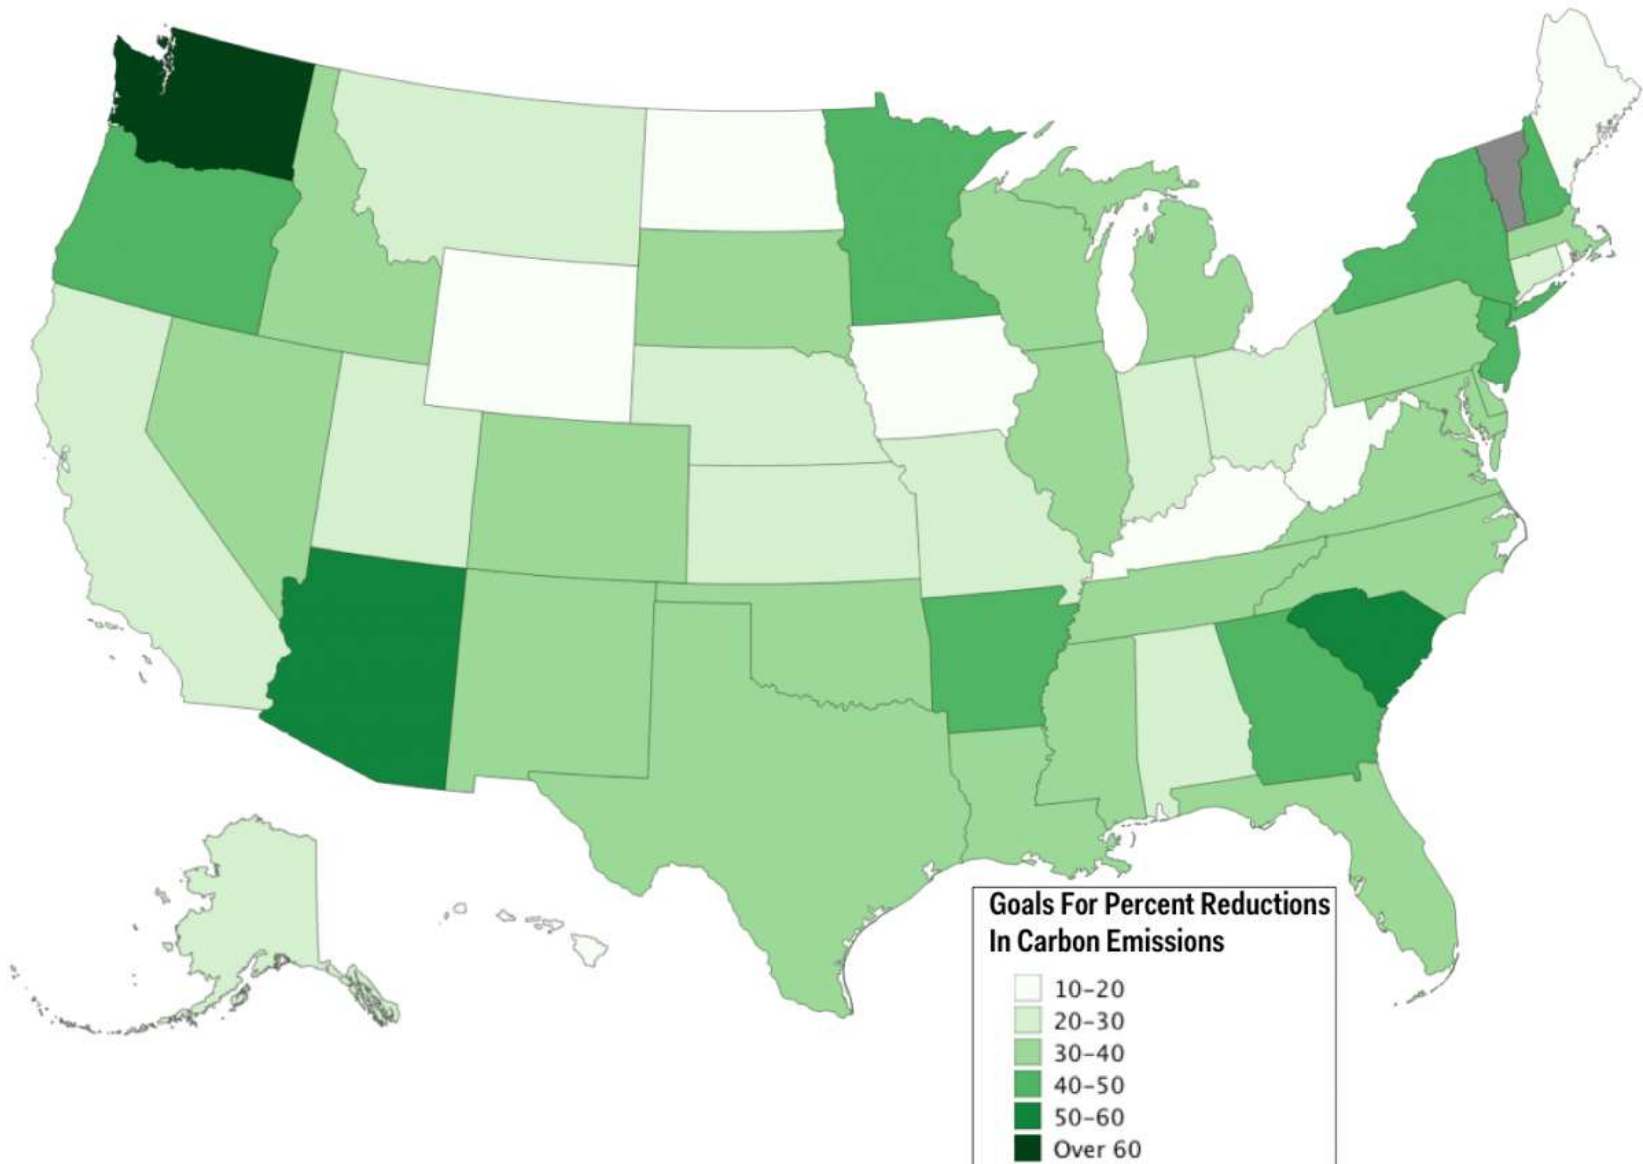 Goals For Percent Reductions
In Carbon Emissions
10–20
20–30
30–40
40–50
50–60
Over 60